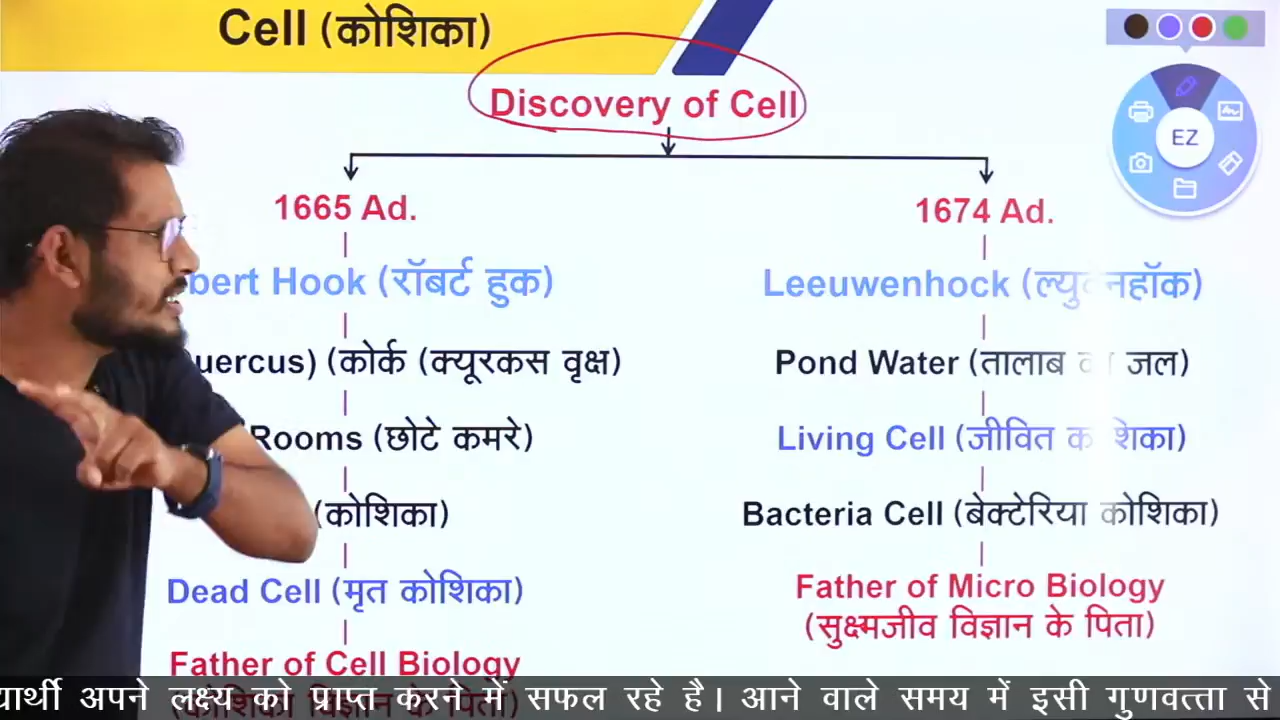 Cell (कोशिका)
Discovery of Cell
EZ
1665 Ad.
1674 Ad.
Hook (रॉबर्ट हुक)
Leeuwenhock
(कोर्क (क्यूरकस वृक्ष)
Pond Water (तालाब का जल)
Rooms (छोटे कमरे)
Living Cell (जीवित कोशिका)
(कोशिका)
Bacteria Cell (बेक्टेरिया कोशिका)
Dead Cell (मृत कोशिका)
Father of Micro Biology
(सुक्ष्मजीव विज्ञान के पिता)
Father of Cell Biology
(कोशिका विज्ञान के पिता)
अपने लक्ष्य को प्राप्त करने में सफल रहे है। आने वाले समय में इसी गुणवत्ता से